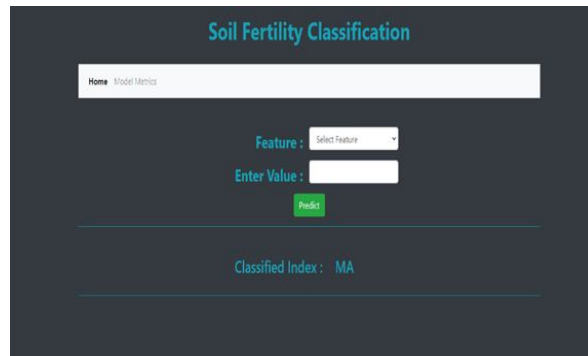 Soil Fertility Classification
Home Model Metrics
Feature : Select Feature
Enter Value :
Predict
Classified Index : MA